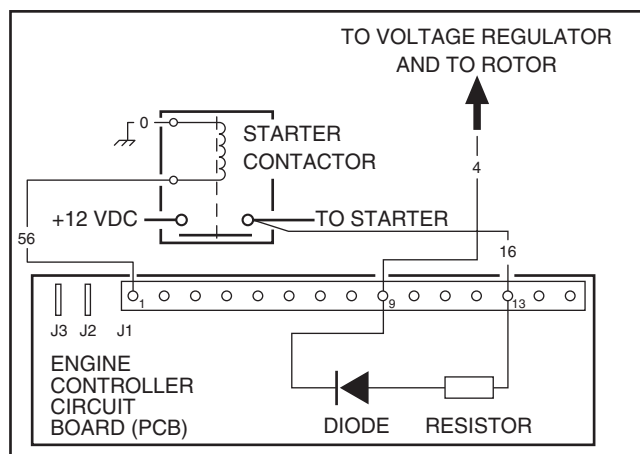 TO VOLTAGE REGULATOR
AND TO ROTOR
0
STARTER
CONTACTOR
4
+12 VDC
TO STARTER
56
16
1
9
13
J3
J2
J1
ENGINE
CONTROLLER
CIRCUIT
BOARD (PCB)
DIODE
RESISTOR